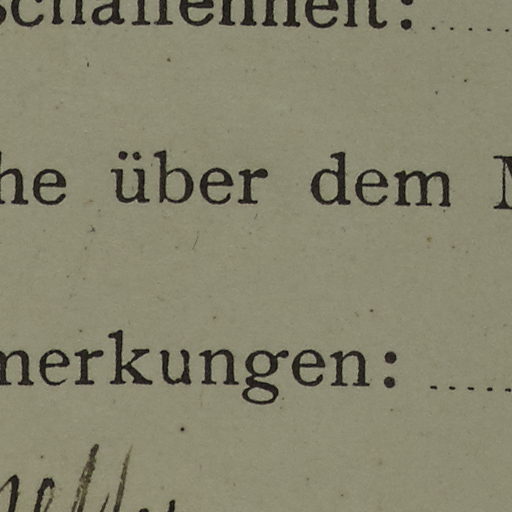 schaffenheit:
he über dem M
merkungen: